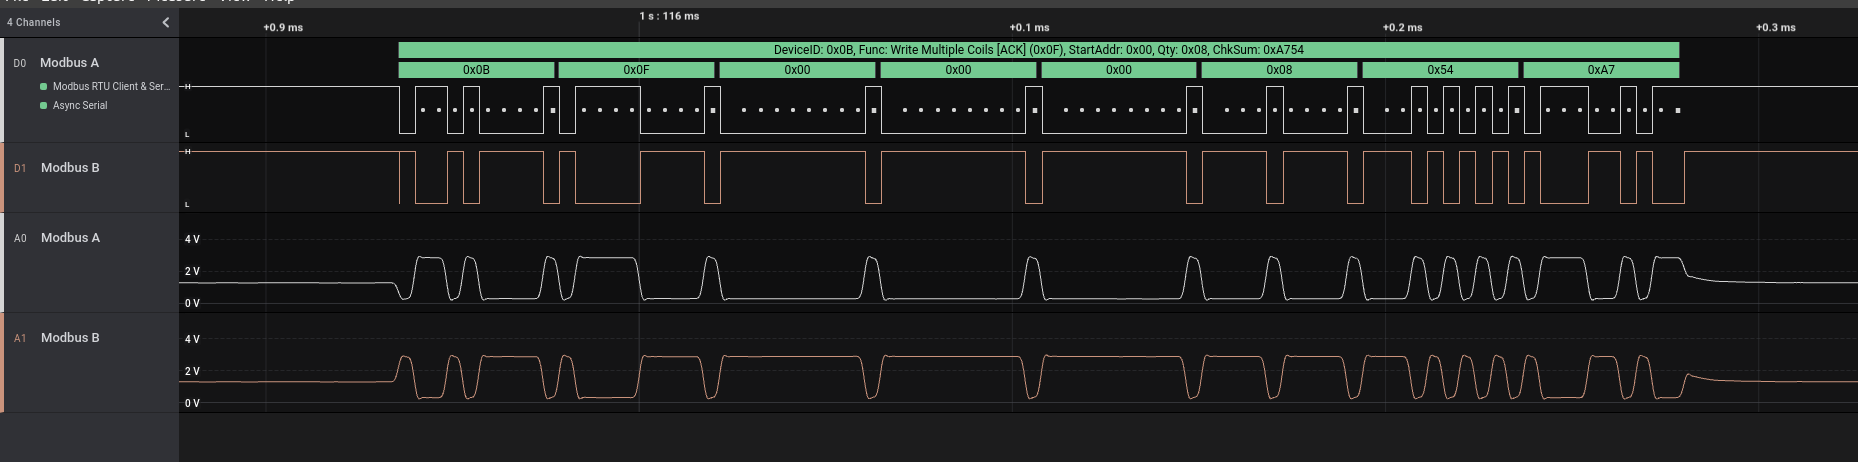 4 Channels
+0.9 ms
1 s : 116 ms
+0.1 ms
+0.2 ms
+0.3 ms
D0 Modbus A
Modbus RTU Client & Ser...
Async Serial
DeviceID: 0x0B, Func: Write Multiple Coils [ACK] (0x0F), StartAddr: 0x00, Qty: 0x08, ChkSum: 0xA754
0x0B 0x0F 0x00 0x00 0x00 0x08 0x54 0xA7
H
L
D1 Modbus B
H
L
A0 Modbus A
4 V
2 V
0 V
A1 Modbus B
4 V
2 V
0 V